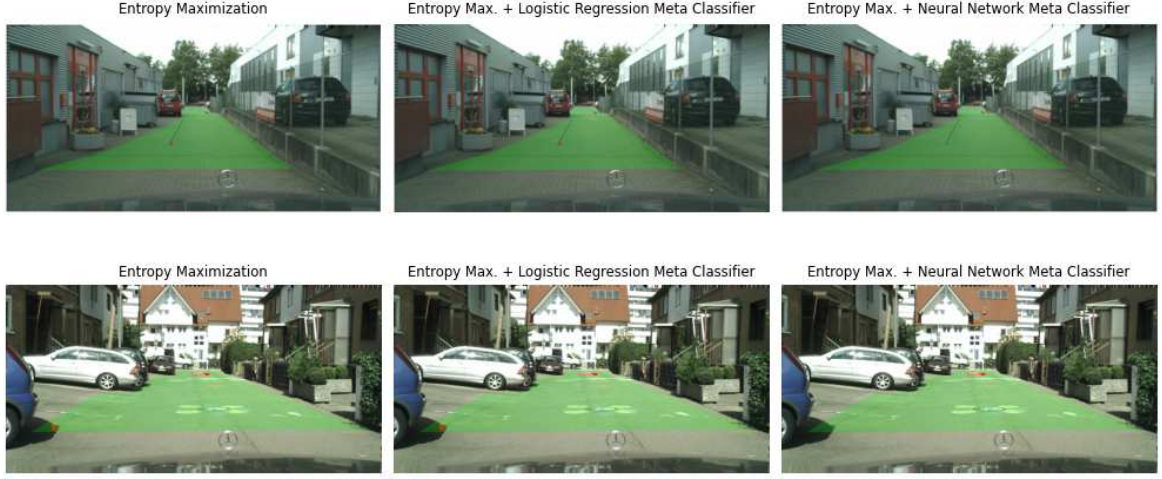 Entropy Maximization
Entropy Max. + Logistic Regression Meta Classifier
Entropy Max. + Neural Network Meta Classifier
Entropy Maximization
Entropy Max. + Logistic Regression Meta Classifier
Entropy Max. + Neural Network Meta Classifier